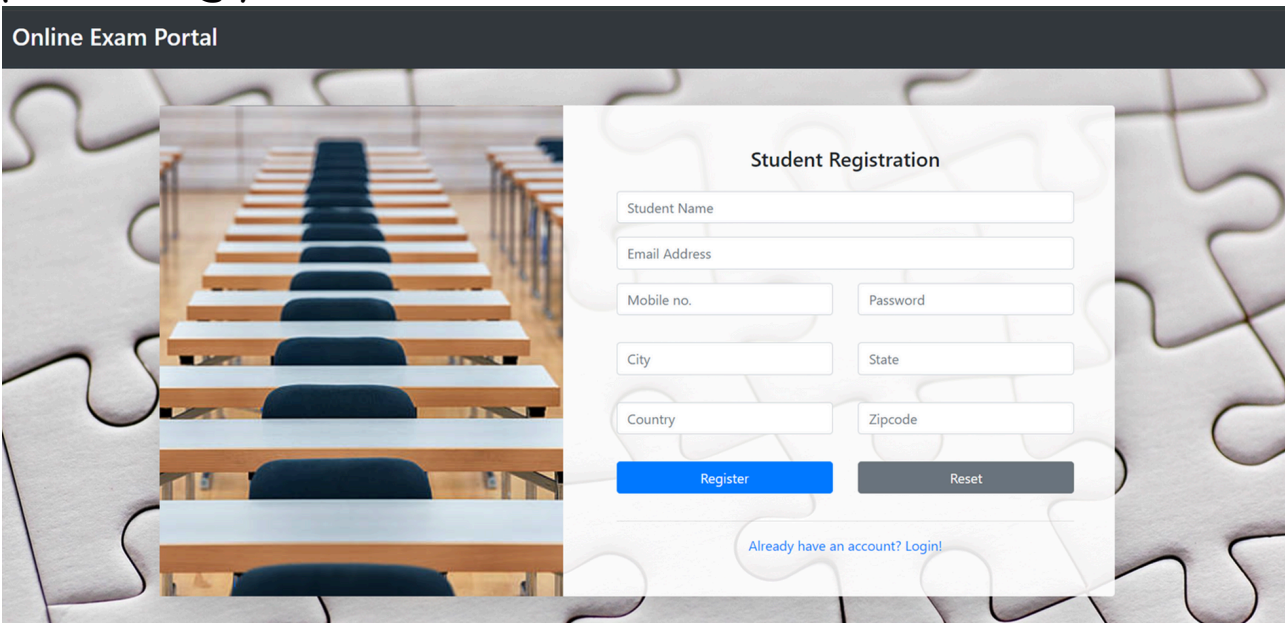 Online Exam Portal
Student Registration
Student Name
Email Address
Mobile no. Password
City State
Country Zipcode
Register Reset
Already have an account? Login!